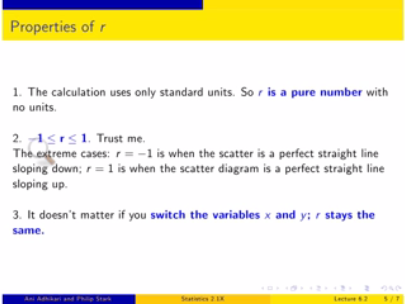 Properties of r
1. The calculation uses only standard units. So r is a pure number with
no units.
2. −1 ≤ r ≤ 1. Trust me.
The extreme cases: r = −1 is when the scatter is a perfect straight line
sloping down; r = 1 is when the scatter diagram is a perfect straight line
sloping up.
3. It doesn't matter if you switch the variables x and y; r stays the
same.
Ani Adhikari and Philip Stark Statistics 2.1X Lecture 6.2 5 / 7